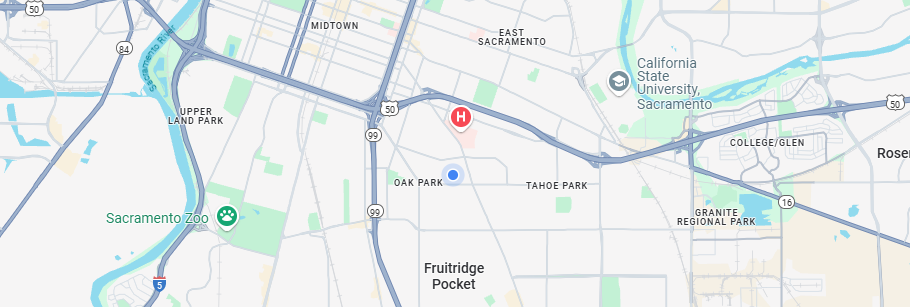 50
MIDTOWN
EAST
SACRAMENTO
84
Sacramento River
California
State
University,
Sacramento
50
H
50
UPPER
LAND PARK
99
COLLEGE/GLEN
Roser
OAK PARK
TAHOE PARK
16
Sacramento Zoo
99
GRANITE
REGIONAL PARK
Fruitridge
Pocket
5